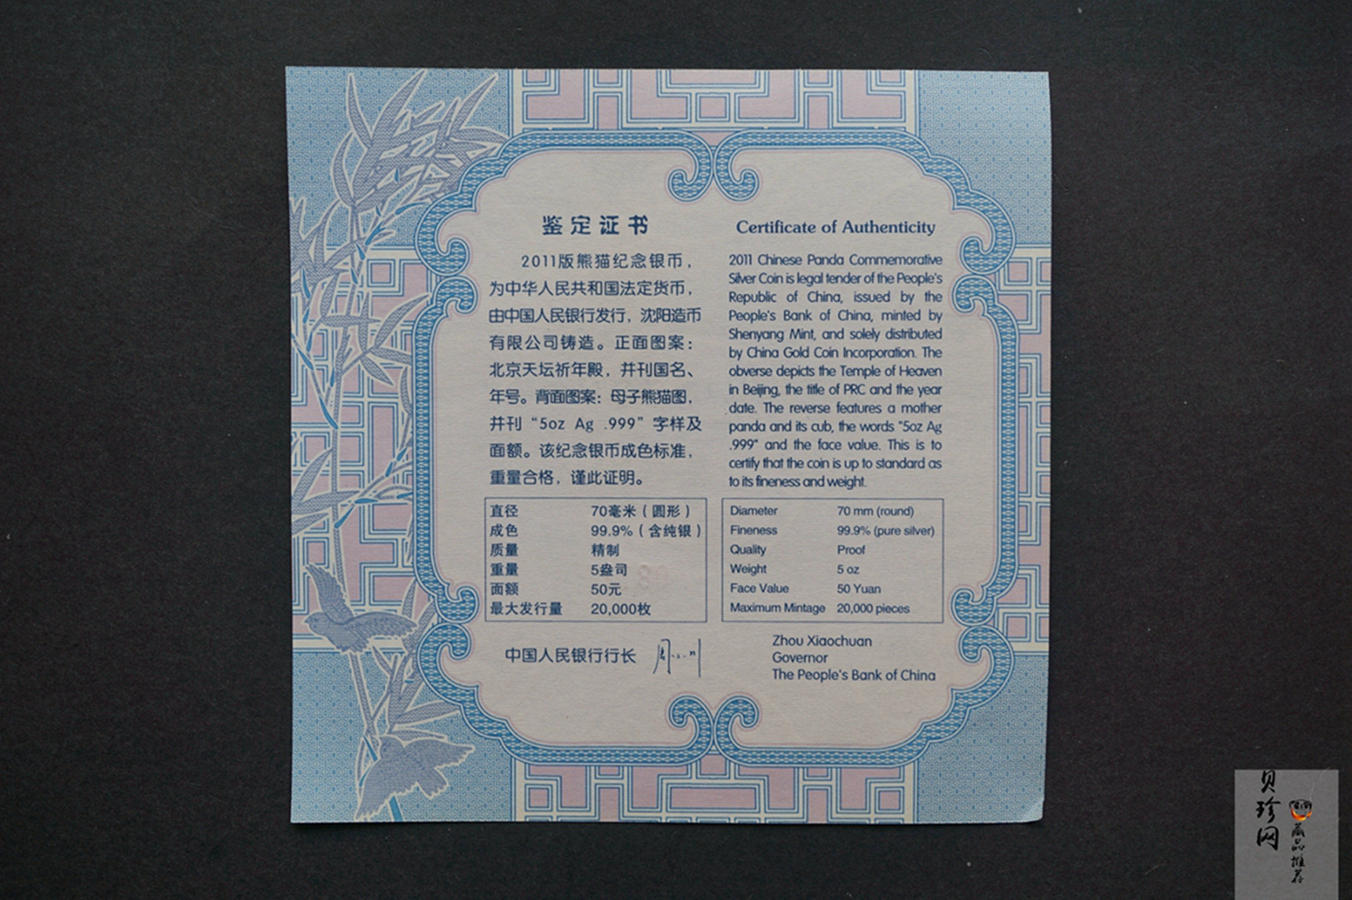 鉴定证书
2011版熊猫纪念银币，
为中华人民共和国法定货币，
由中国人民银行发行，沈阳造币
有限公司铸造。正面图案：
北京天坛祈年殿，并刊国名、
年号。背面图案：母子熊猫图，
并刊“5oz Ag .999”字样及
面额。该纪念银币成色标准，
重量合格，谨此证明。
直径 70毫米（圆形）
成色 99.9%（含纯银）
质量 精制
重量 5盎司
面额 50元
最大发行量 20,000枚
中国人民银行行长
Certificate of Authenticity
2011 Chinese Panda Commemorative
Silver Coin is legal tender of the People's
Republic of China, issued by the
People's Bank of China, minted by
Shenyang Mint, and solely distributed
by China Gold Coin Incorporation. The
obverse depicts the Temple of Heaven
in Beijing, the title of PRC and the year
date. The reverse features a mother
panda and its cub, the words "5oz Ag
.999" and the face value. This is to
certify that the coin is up to standard as
to its fineness and weight.
Diameter 70 mm (round)
Fineness 99.9% (pure silver)
Quality Proof
Weight 5 oz
Face Value 50 Yuan
Maximum Mintage 20,000 pieces
Zhou Xiaochuan
Governor
The People's Bank of China
贝珍网
藏品推荐